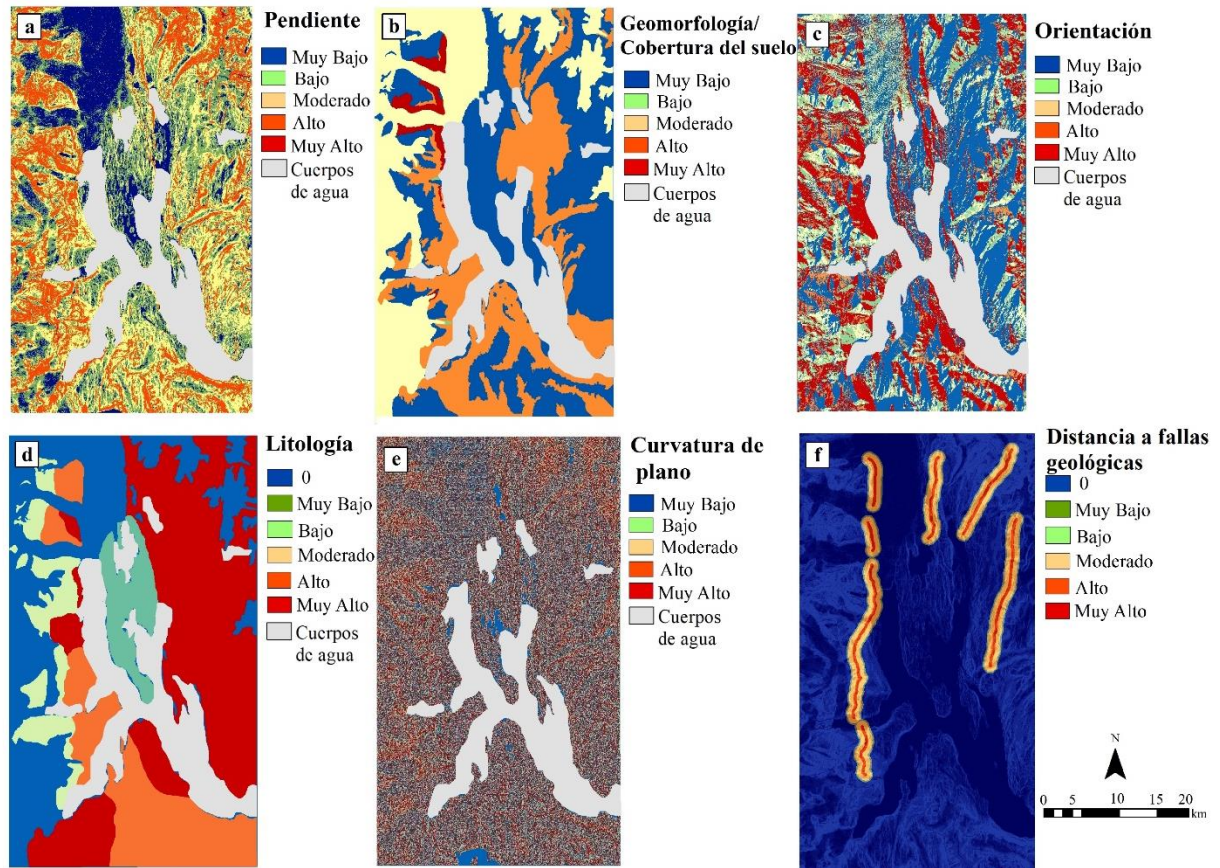 a
Pendiente
Muy Bajo
Bajo
Moderado
Alto
Muy Alto
Cuerpos
de agua
b
Geomorfología/
Cobertura del suelo
Muy Bajo
Bajo
Moderado
Alto
Muy Alto
Cuerpos
de agua
c
Orientación
Muy Bajo
Bajo
Moderado
Alto
Muy Alto
Cuerpos
de agua
d
Litología
0
Muy Bajo
Bajo
Moderado
Alto
Muy Alto
Cuerpos
de agua
e
Curvatura de
plano
Muy Bajo
Bajo
Moderado
Alto
Muy Alto
Cuerpos
de agua
f
Distancia a fallas
geológicas
0
Muy Bajo
Bajo
Moderado
Alto
Muy Alto
N
0 5 10 15 20
km